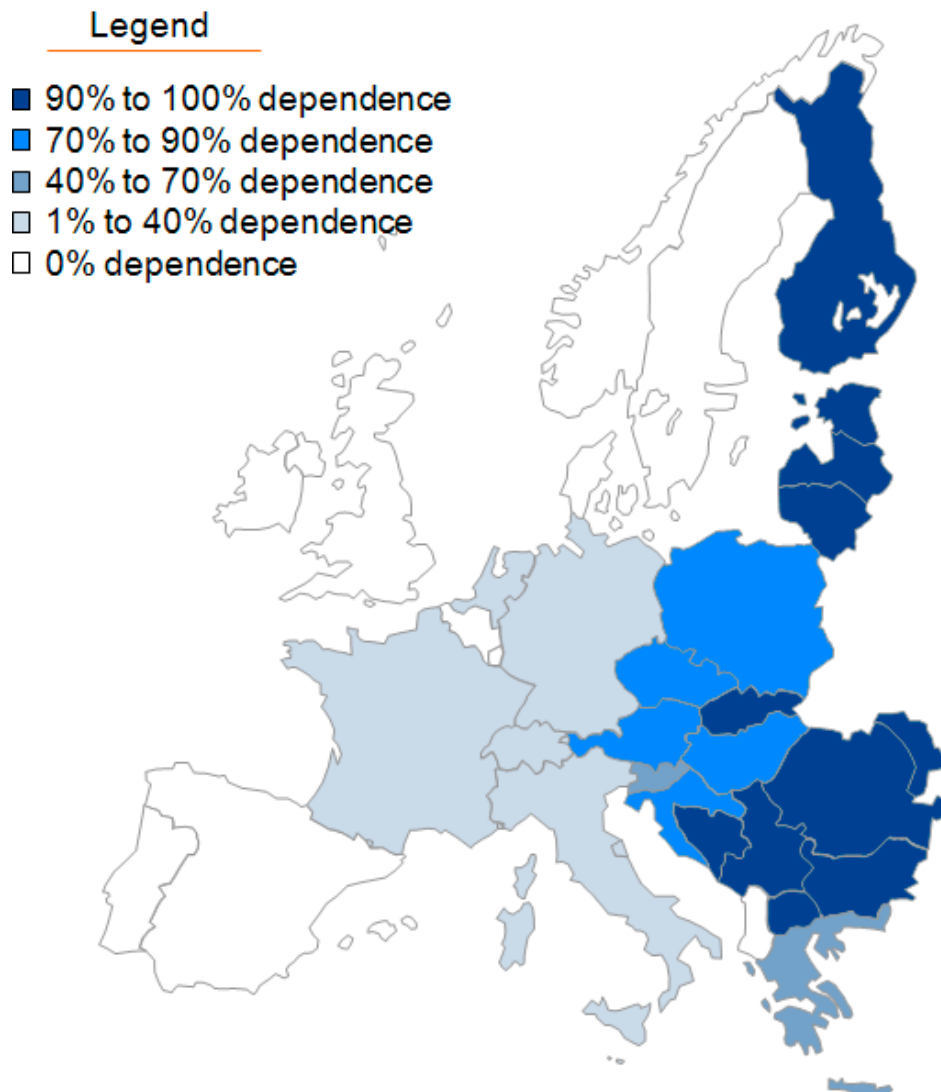 Legend
90% to 100% dependence
70% to 90% dependence
40% to 70% dependence
1% to 40% dependence
0% dependence